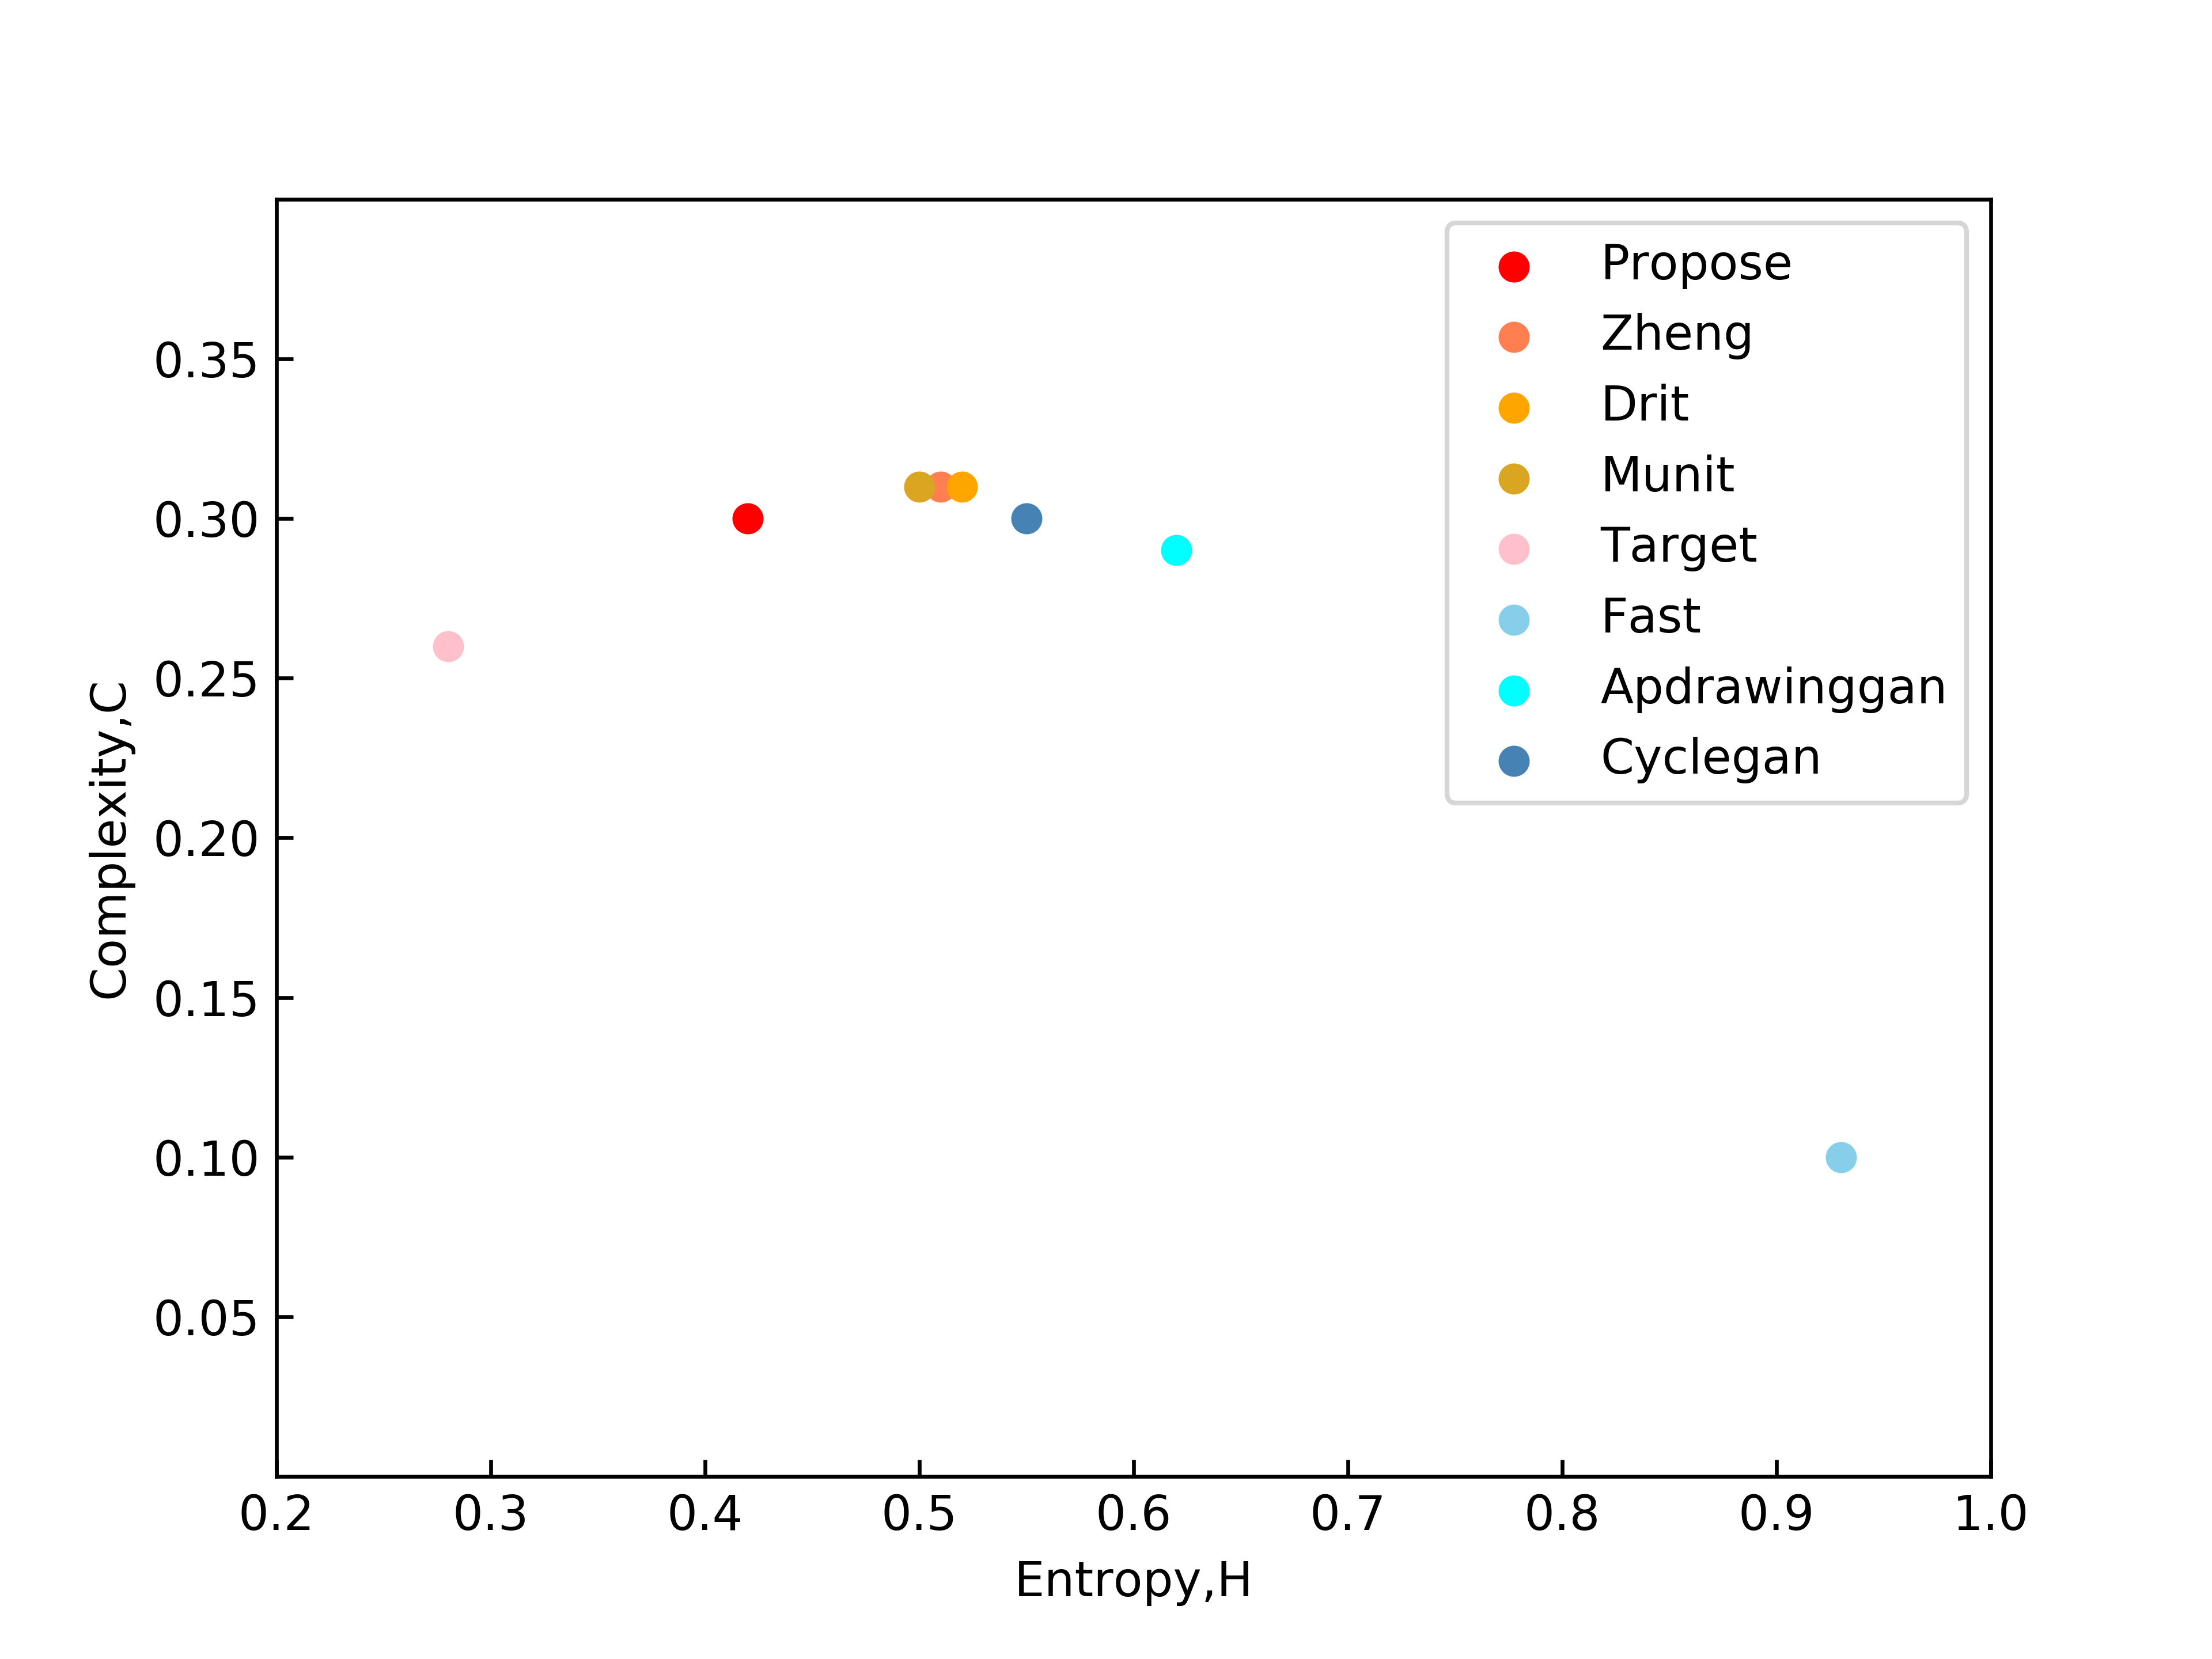 Propose
Zheng
Drit
Munit
Target
Fast
Apdrawinggan
Cyclegan
0.35
0.30
0.25
0.20
0.15
0.10
0.05
Complexity,C
0.2 0.3 0.4 0.5 0.6 0.7 0.8 0.9 1.0
Entropy,H